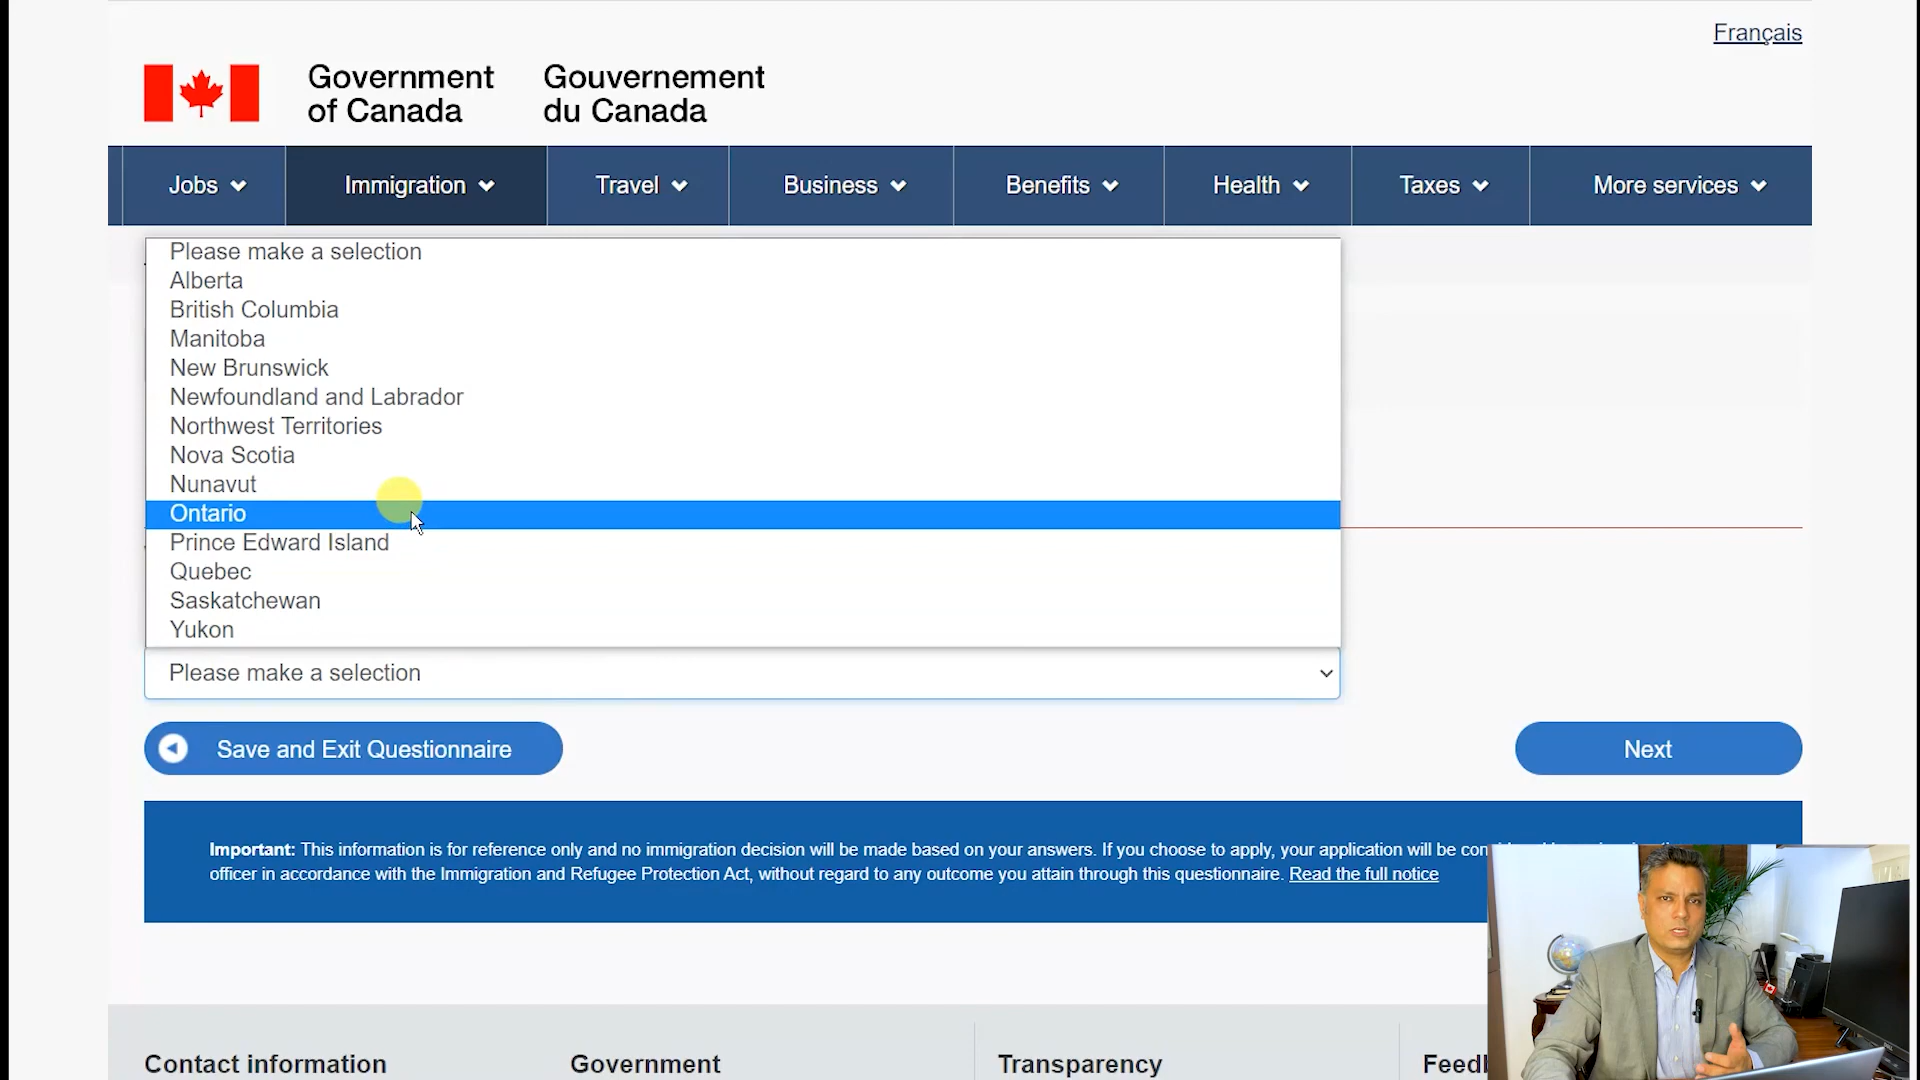 Français
Government of Canada
Gouvernement du Canada
Jobs
Immigration
Travel
Business
Benefits
Health
Taxes
More services
Please make a selection
Alberta
British Columbia
Manitoba
New Brunswick
Newfoundland and Labrador
Northwest Territories
Nova Scotia
Nunavut
Ontario
Prince Edward Island
Quebec
Saskatchewan
Yukon
Please make a selection
Save and Exit Questionnaire
Next
Important: This information is for reference only and no immigration decision will be made based on your answers. If you choose to apply, your application will be
officer in accordance with the Immigration and Refugee Protection Act, without regard to any outcome you attain through this questionnaire. Read the full notice
Contact information
Government
Transparency